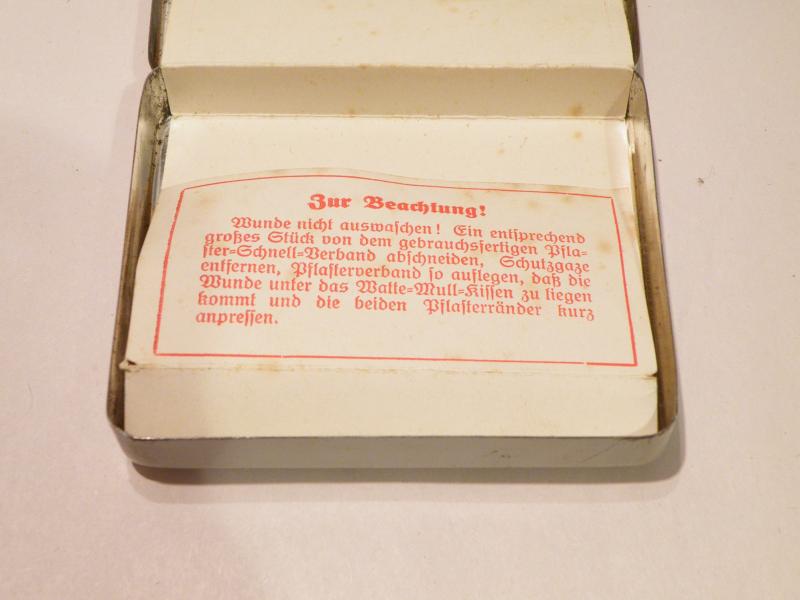 Zur Beachtung!
Wunde nicht auswaschen! Ein entsprechend
großes Stück von dem gebrauchsfertigen Pfla-
ster-Schnell-Verband abschneiden, Schutzgaze
entfernen, Pflasterverband so auflegen, daß die
Wunde unter das Watte-Mull-Kissen zu liegen
kommt und die beiden Pflasterränder kurz
anpressen.